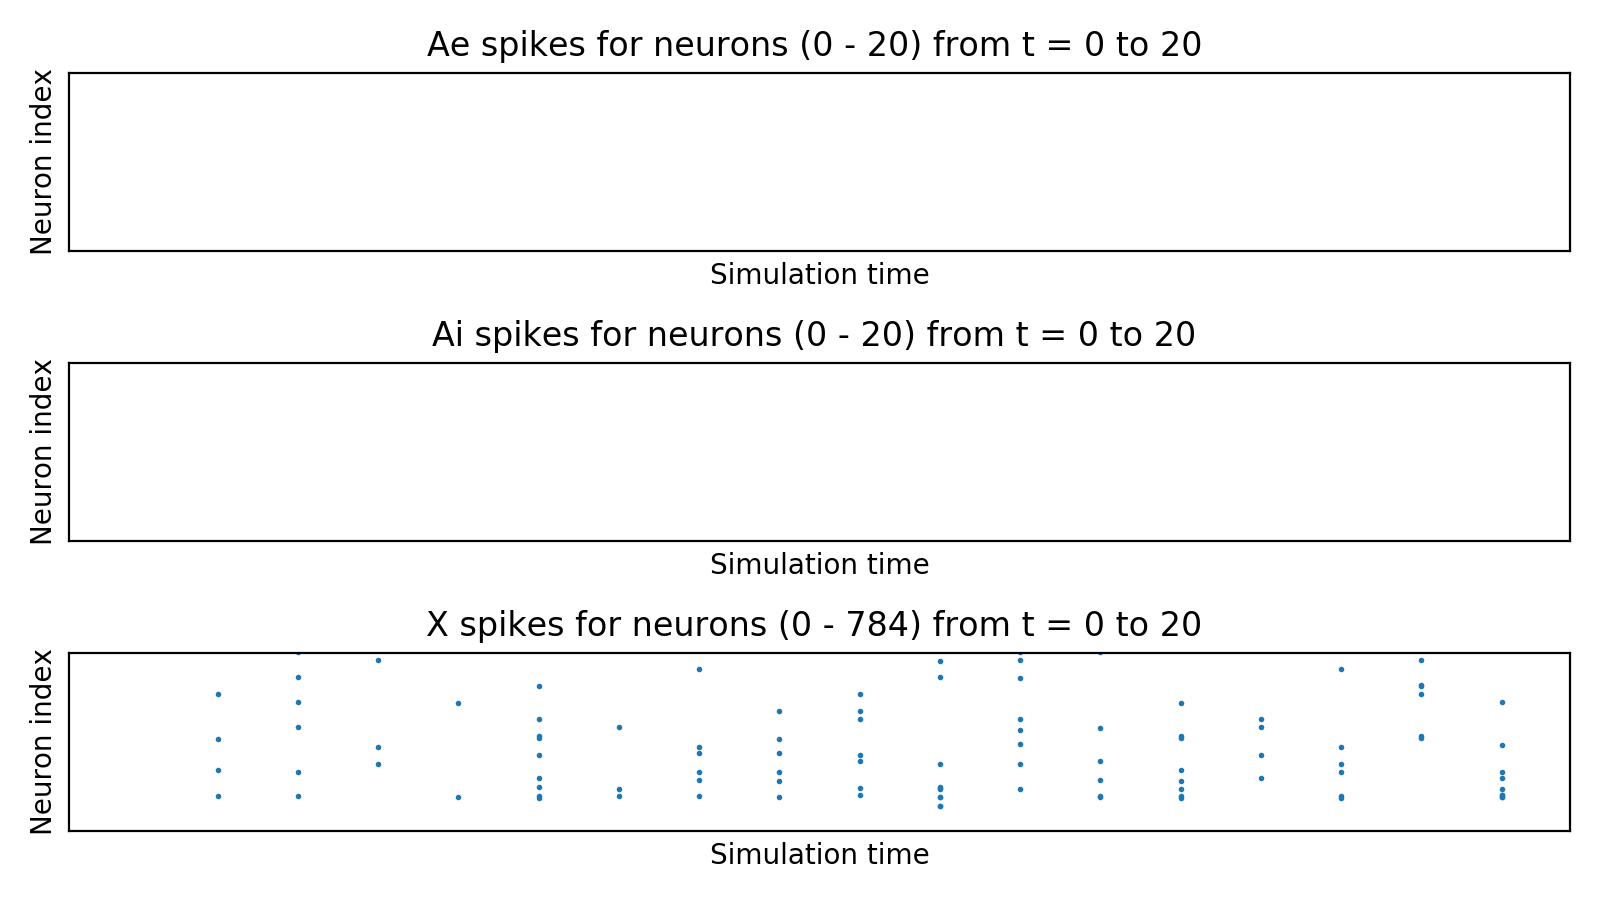 Ae spikes for neurons (0 - 20) from t = 0 to 20
Neuron index
Simulation time
Ai spikes for neurons (0 - 20) from t = 0 to 20
Neuron index
Simulation time
X spikes for neurons (0 - 784) from t = 0 to 20
Neuron index
Simulation time